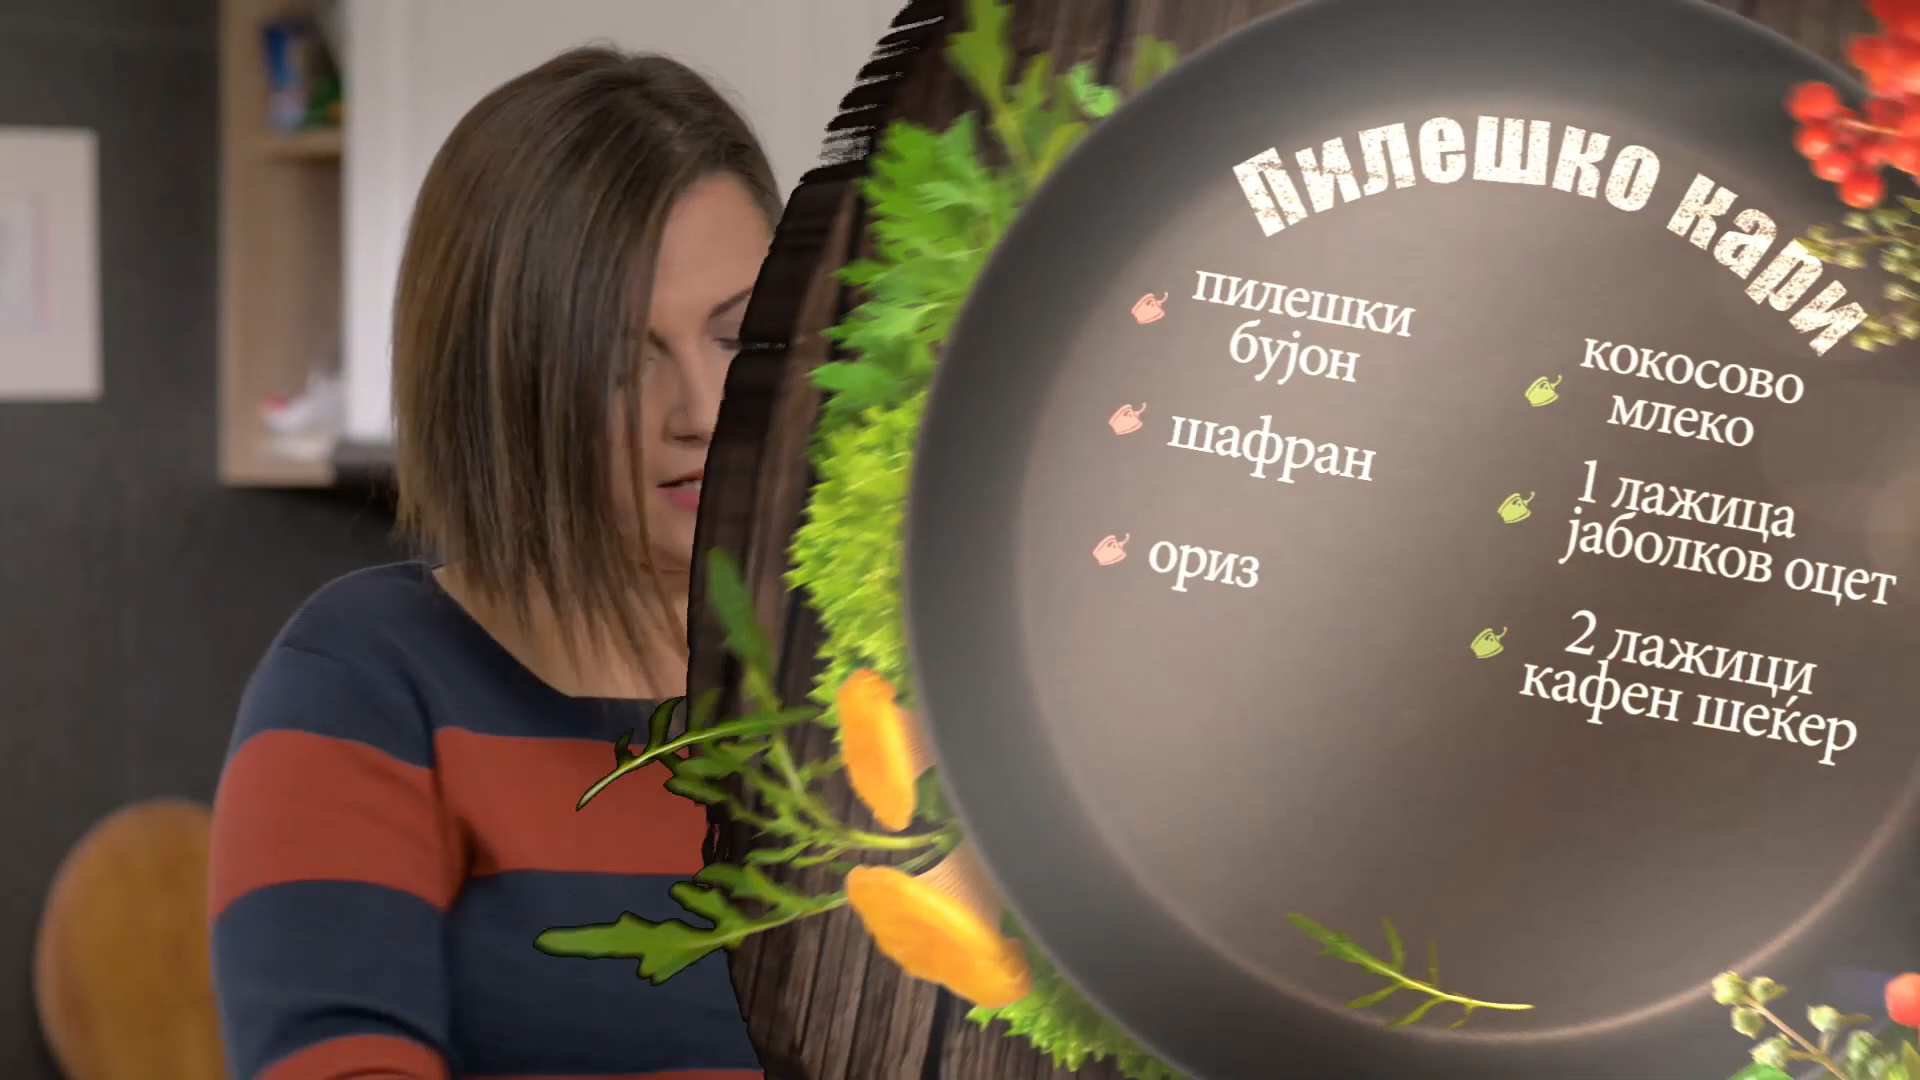 Пилешко кари
пилешки
бујон
шафран
ориз
кокосово
млеко
1 лажица
јаболков оцет
2 лажици
кафен шеќер